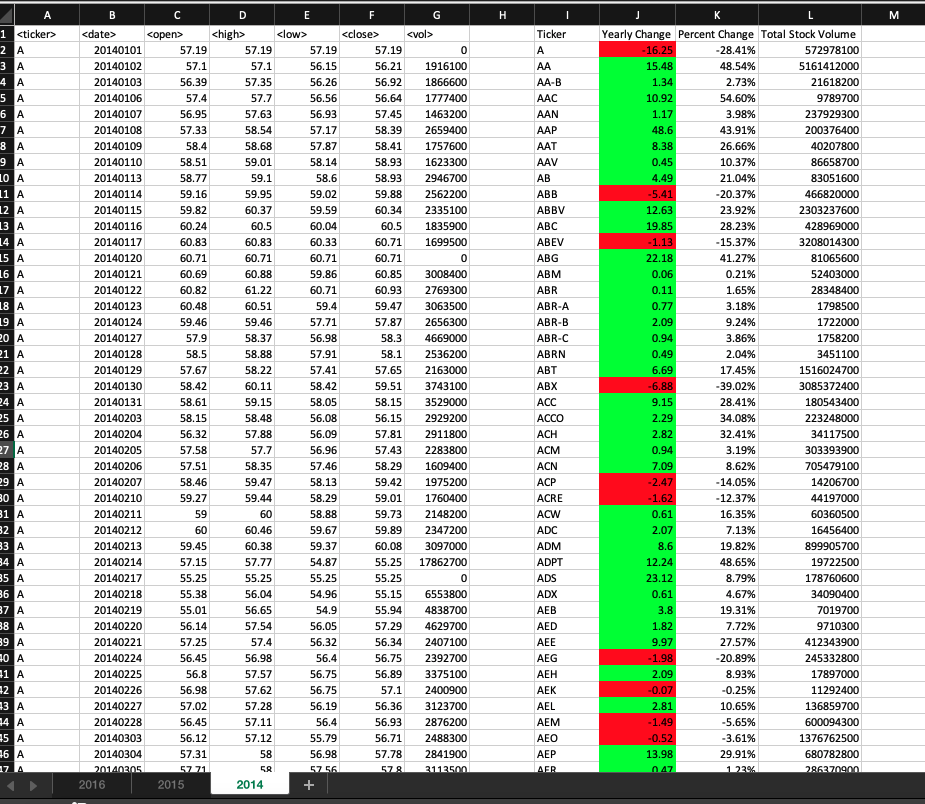 A B C D E F G H I J K L M
1 <ticker> <date> <open> <high> <low> <close> <vol> Ticker Yearly Change Percent Change Total Stock Volume
2 A 20140101 57.19 57.19 57.19 57.19 0 A -16.25 -28.41% 572978100
3 A 20140102 57.1 57.1 56.15 56.21 1916100 AA 15.48 48.54% 5161412000
4 A 20140103 56.39 57.35 56.26 56.92 1866600 AA-B 1.34 2.73% 21618200
5 A 20140106 57.4 57.7 56.56 56.64 1777400 AAC 10.92 54.60% 9789700
6 A 20140107 56.95 57.63 56.93 57.45 1463200 AAN 1.17 3.98% 237929300
7 A 20140108 57.33 58.54 57.17 58.39 2659400 AAP 48.6 43.91% 200376400
8 A 20140109 58.4 58.68 57.87 58.41 1757600 AAT 8.38 26.66% 40207800
9 A 20140110 58.51 59.01 58.14 58.93 1623300 AAV 0.45 10.37% 86658700
10 A 20140113 58.77 59.1 58.6 58.93 2946700 AB 4.49 21.04% 83051600
11 A 20140114 59.16 59.95 59.02 59.88 2562200 ABB -5.41 -20.37% 466820000
12 A 20140115 59.82 60.37 59.59 60.34 2335100 ABBV 12.63 23.92% 2303237600
13 A 20140116 60.24 60.5 60.04 60.5 1835900 ABC 19.85 28.23% 428969000
14 A 20140117 60.83 60.83 60.33 60.71 1699500 ABEV -1.13 -15.37% 3208014300
15 A 20140120 60.71 60.71 60.71 60.71 0 ABG 22.18 41.27% 81065600
16 A 20140121 60.69 60.88 59.86 60.85 3008400 ABM 0.06 0.21% 52403000
17 A 20140122 60.82 61.22 60.71 60.93 2769300 ABR 0.11 1.65% 28348400
18 A 20140123 60.48 60.51 59.4 59.47 3063500 ABR-A 0.77 3.18% 1798500
19 A 20140124 59.46 59.46 57.71 57.87 2656300 ABR-B 2.09 9.24% 1722000
20 A 20140127 57.9 58.37 56.98 58.3 4669000 ABR-C 0.94 3.86% 1758200
21 A 20140128 58.5 58.88 57.91 58.1 2536200 ABRN 0.49 2.04% 3451100
22 A 20140129 57.67 58.22 57.41 57.65 2163000 ABT 6.69 17.45% 1516024700
23 A 20140130 58.42 60.11 58.42 59.51 3743100 ABX -6.88 -39.02% 3085372400
24 A 20140131 58.61 59.15 58.05 58.15 3529000 ACC 9.15 28.41% 180543400
25 A 20140203 58.15 58.48 56.08 56.15 2929200 ACCO 2.29 34.08% 223248000
26 A 20140204 56.32 57.88 56.09 57.81 2911800 ACH 2.82 32.41% 34117500
27 A 20140205 57.58 57.7 56.96 57.43 2283800 ACM 0.94 3.19% 303393900
28 A 20140206 57.51 58.35 57.46 58.29 1609400 ACN 7.09 8.62% 705479100
29 A 20140207 58.46 59.47 58.13 59.42 1975200 ACP -2.47 -14.05% 14206700
30 A 20140210 59.27 59.44 58.29 59.01 1760400 ACRE -1.62 -12.37% 44197000
31 A 20140211 59 60 58.88 59.73 2148200 ACW 0.61 16.35% 60360500
32 A 20140212 60 60.46 59.67 59.89 2347200 ADC 2.07 7.13% 16456400
33 A 20140213 59.45 60.38 59.37 60.08 3097000 ADM 8.6 19.82% 899905700
34 A 20140214 57.15 57.77 54.87 55.25 17862700 ADPT 12.24 48.65% 19722500
35 A 20140217 55.25 55.25 55.25 55.25 0 ADS 23.12 8.79% 178760600
36 A 20140218 55.38 56.04 54.96 55.15 6553800 ADX 0.61 4.67% 34090400
37 A 20140219 55.01 56.65 54.9 55.94 4838700 AEB 3.8 19.31% 7019700
38 A 20140220 56.14 57.54 56.05 57.29 4629700 AED 1.82 7.72% 9710300
39 A 20140221 57.25 57.4 56.32 56.34 2407100 AEE 9.97 27.57% 412343900
40 A 20140224 56.45 56.98 56.4 56.75 2392700 AEG -1.98 -20.89% 245332800
41 A 20140225 56.8 57.57 56.75 56.89 3375100 AEH 2.09 8.93% 17897000
42 A 20140226 56.98 57.62 56.75 57.1 2400900 AEK -0.07 -0.25% 11292400
43 A 20140227 57.02 57.28 56.19 56.36 3123700 AEL 2.81 10.65% 136859700
44 A 20140228 56.45 57.11 56.4 56.93 2876200 AEM -1.49 -5.65% 600094300
45 A 20140303 56.12 57.12 55.79 56.71 2488300 AEO -0.52 -3.61% 1376762500
46 A 20140304 57.31 58 56.98 57.78 2841900 AEP 13.98 29.91% 680782800
47 A 20140305 57.71 58 57.56 57.8 3113500 AER 0.47 1.23% 286370900
2016 2015 2014 +